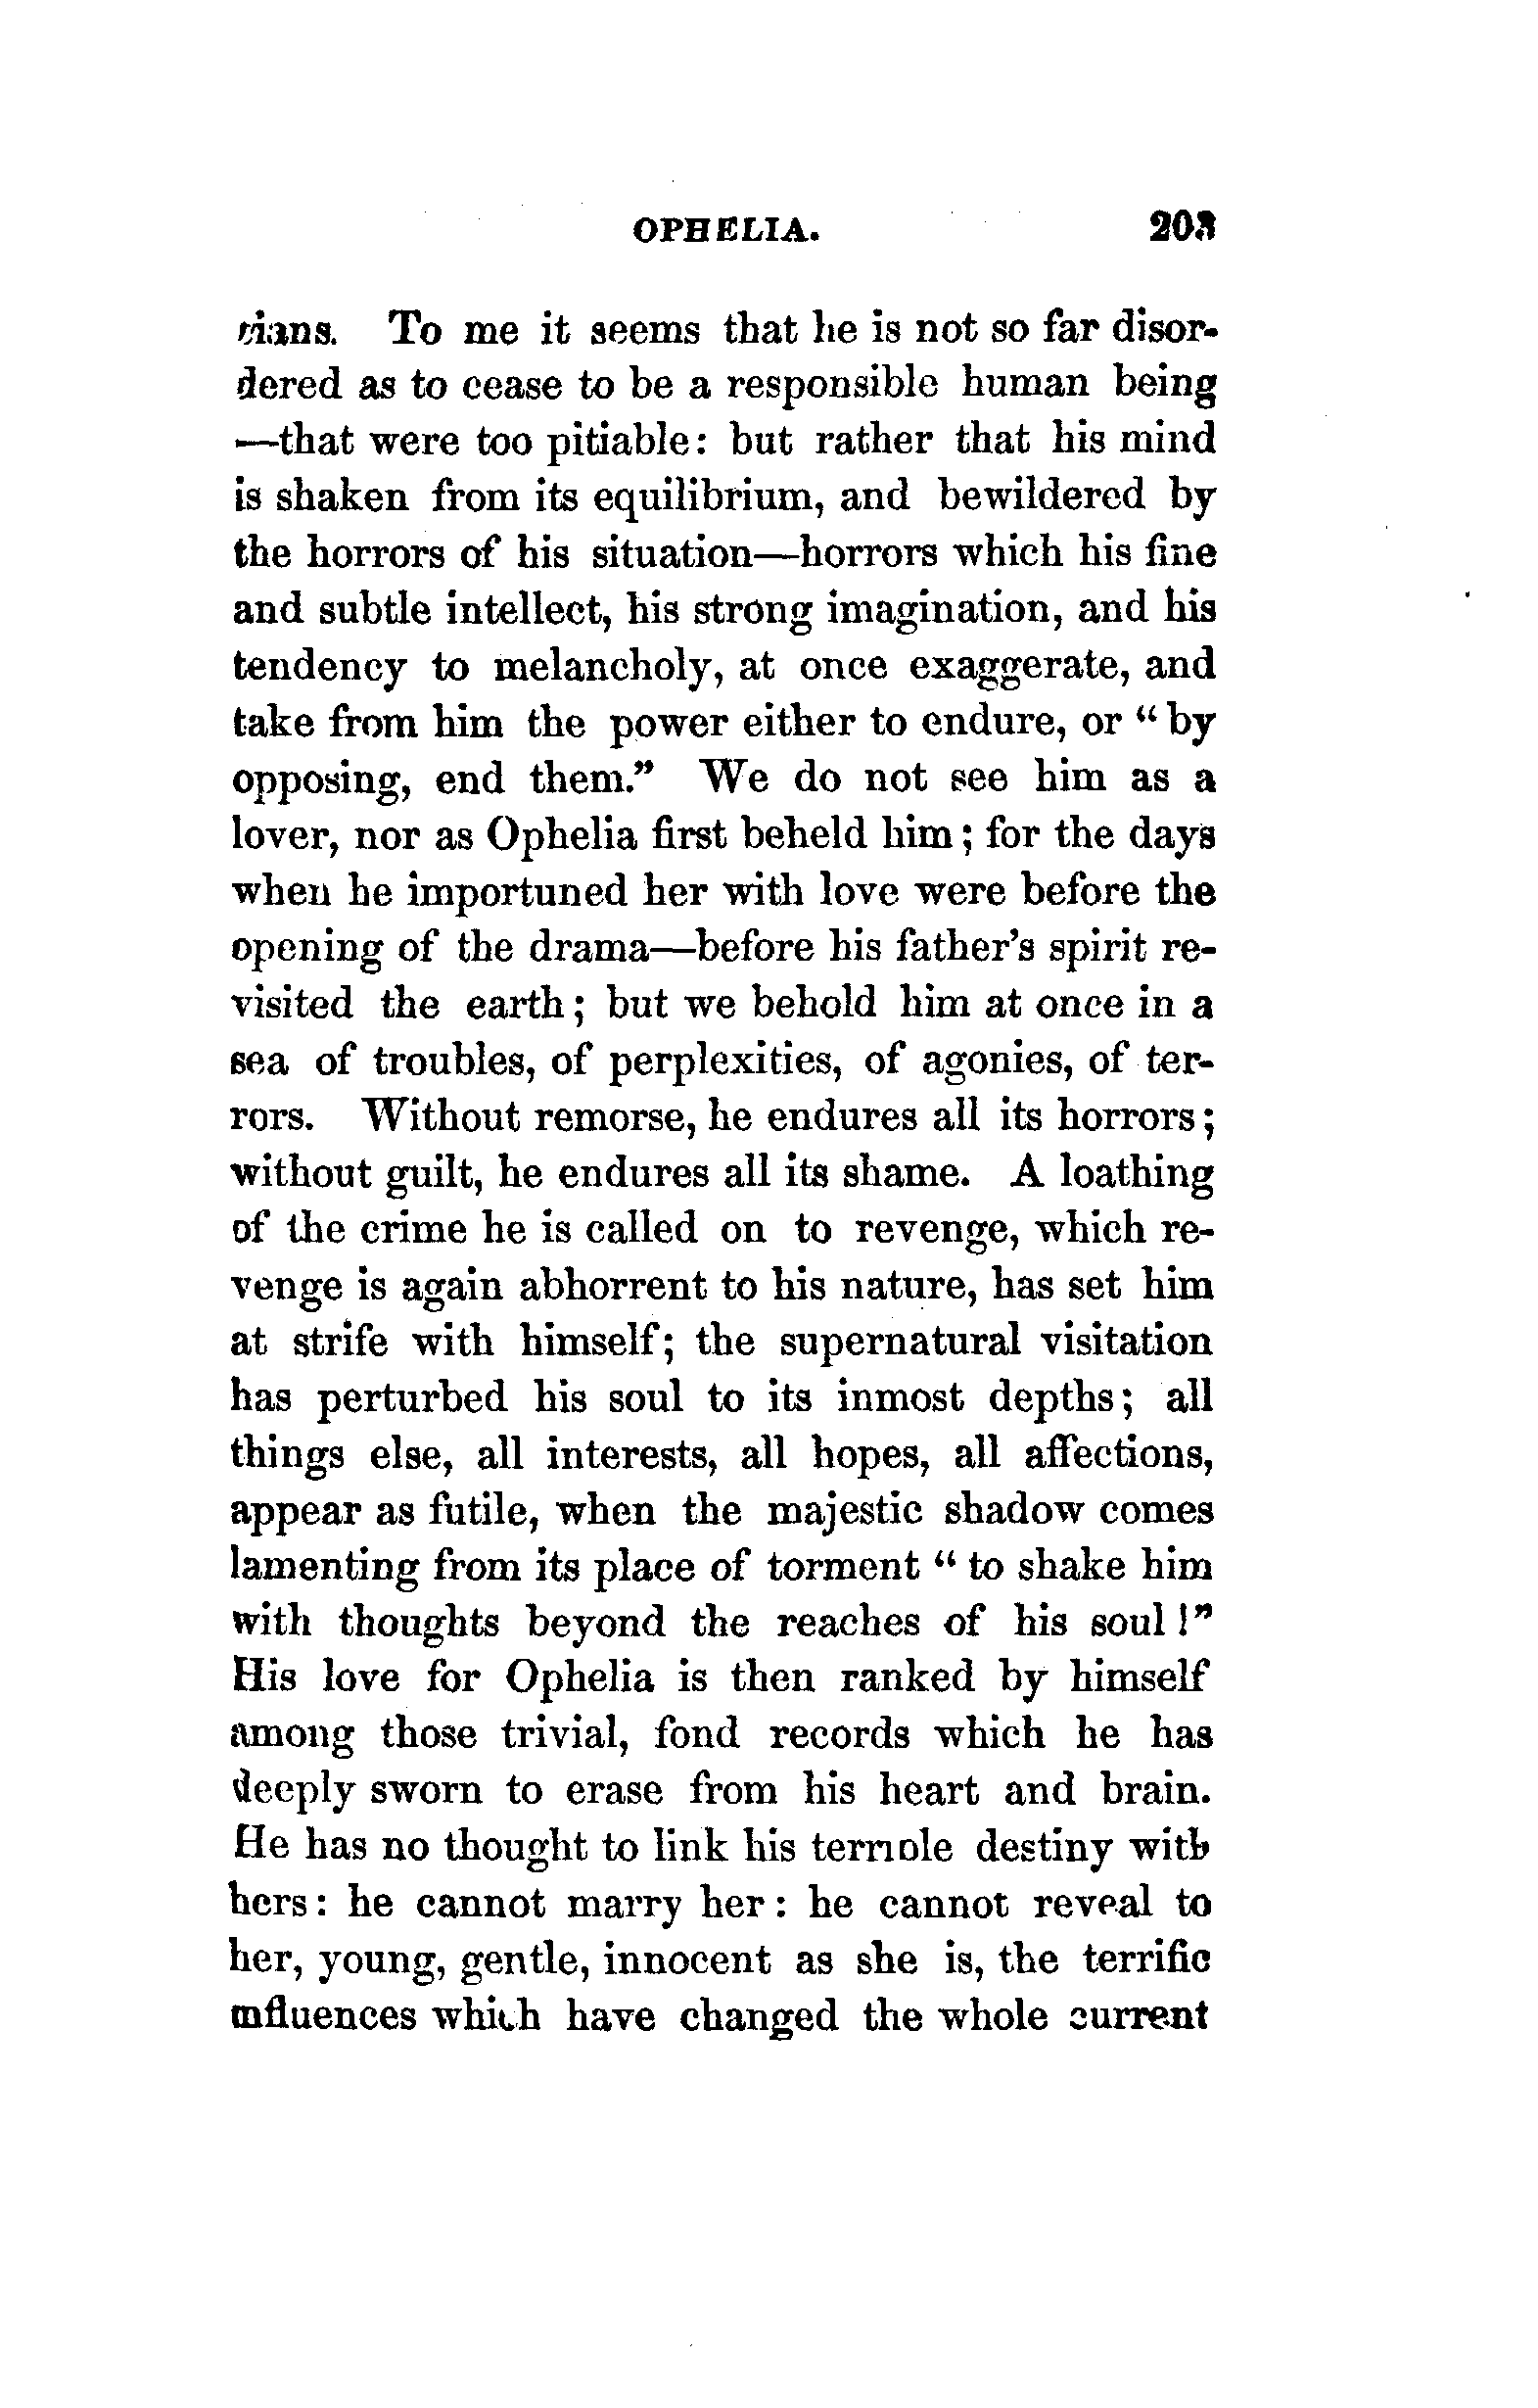 OPHELIA. 203
rians. To me it seems that he is not so far disor-
dered as to cease to be a responsible human being
—that were too pitiable: but rather that his mind
is shaken from its equilibrium, and bewildered by
the horrors of his situation—horrors which his fine
and subtle intellect, his strong imagination, and his
tendency to melancholy, at once exaggerate, and
take from him the power either to endure, or "by
opposing, end them." We do not see him as a
lover, nor as Ophelia first beheld him; for the days
when he importuned her with love were before the
opening of the drama—before his father's spirit re-
visited the earth; but we behold him at once in a
sea of troubles, of perplexities, of agonies, of ter-
rors. Without remorse, he endures all its horrors;
without guilt, he endures all its shame. A loathing
of the crime he is called on to revenge, which re-
venge is again abhorrent to his nature, has set him
at strife with himself; the supernatural visitation
has perturbed his soul to its inmost depths; all
things else, all interests, all hopes, all affections,
appear as futile, when the majestic shadow comes
lamenting from its place of torment "to shake him
with thoughts beyond the reaches of his soul!"
His love for Ophelia is then ranked by himself
among those trivial, fond records which he has
deeply sworn to erase from his heart and brain.
He has no thought to link his terrible destiny with
hers: he cannot marry her: he cannot reveal to
her, young, gentle, innocent as she is, the terrific
influences which have changed the whole current